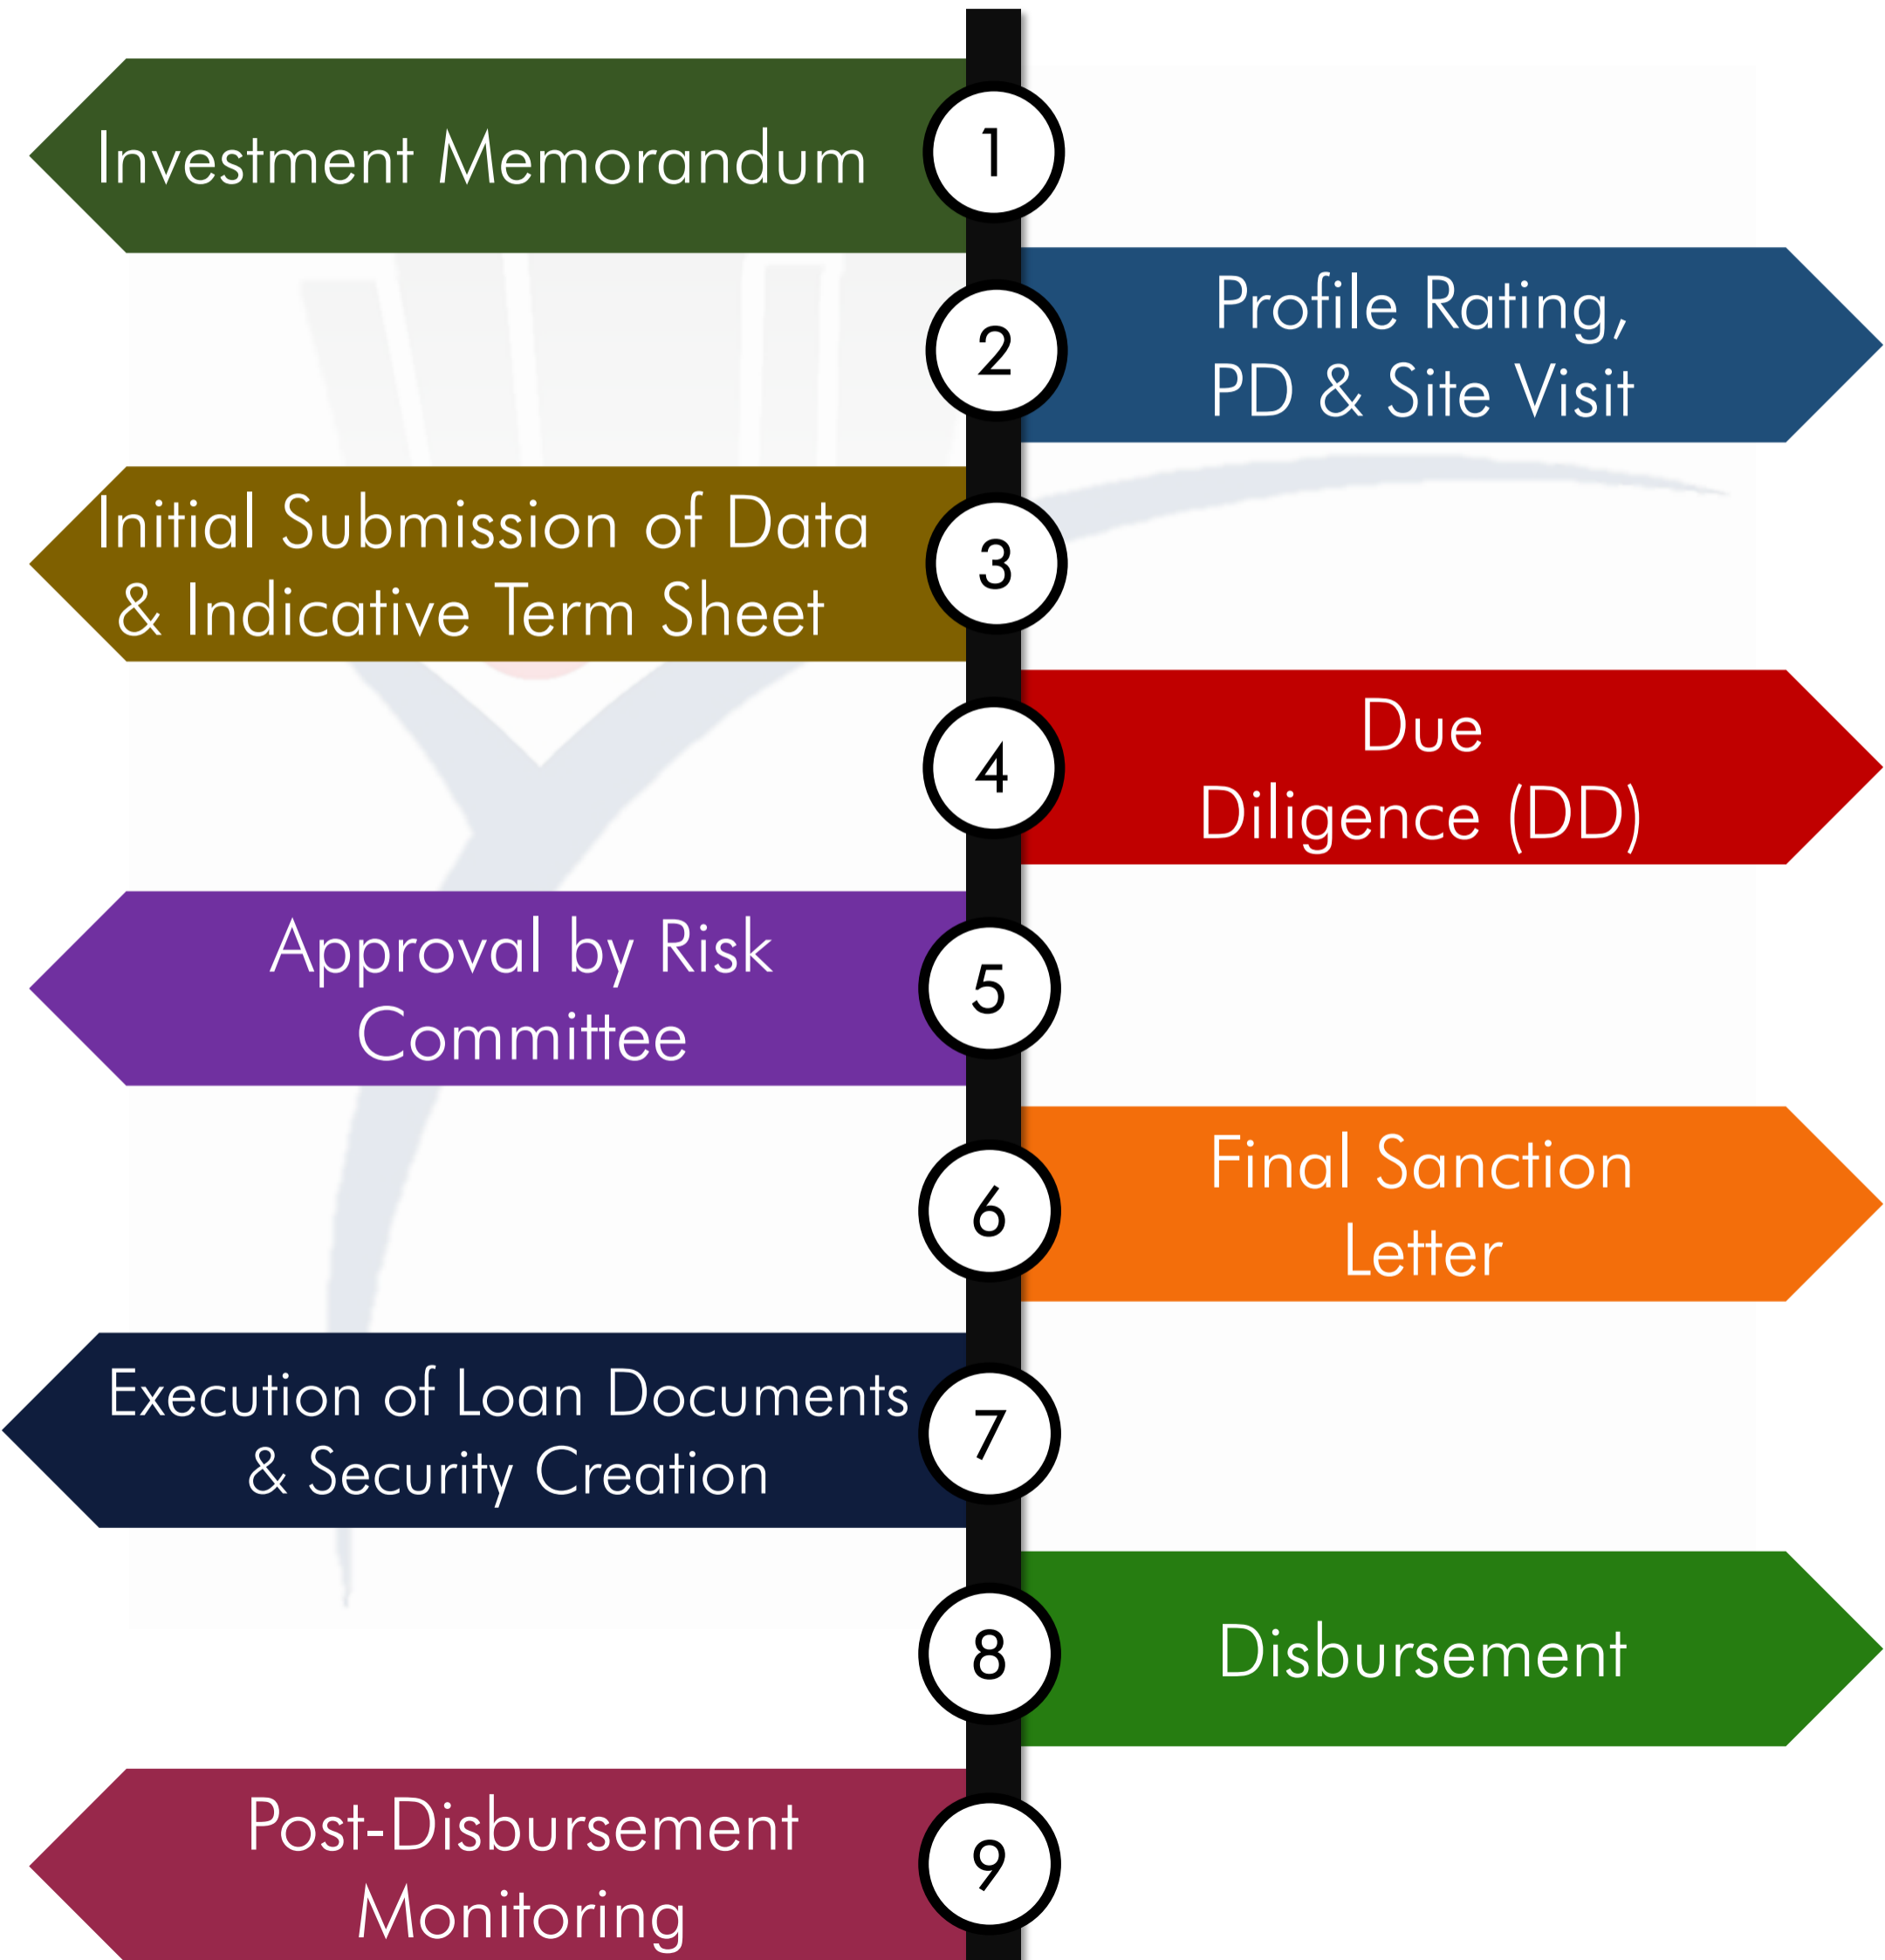 Investment Memorandum
1
Profile Rating,
PD & Site Visit
2
Initial Submission of Data
& Indicative Term Sheet
3
Due
Diligence (DD)
4
Approval by Risk
Committee
5
Final Sanction
Letter
6
Execution of Loan Documents
& Security Creation
7
Disbursement
8
Post-Disbursement
Monitoring
9